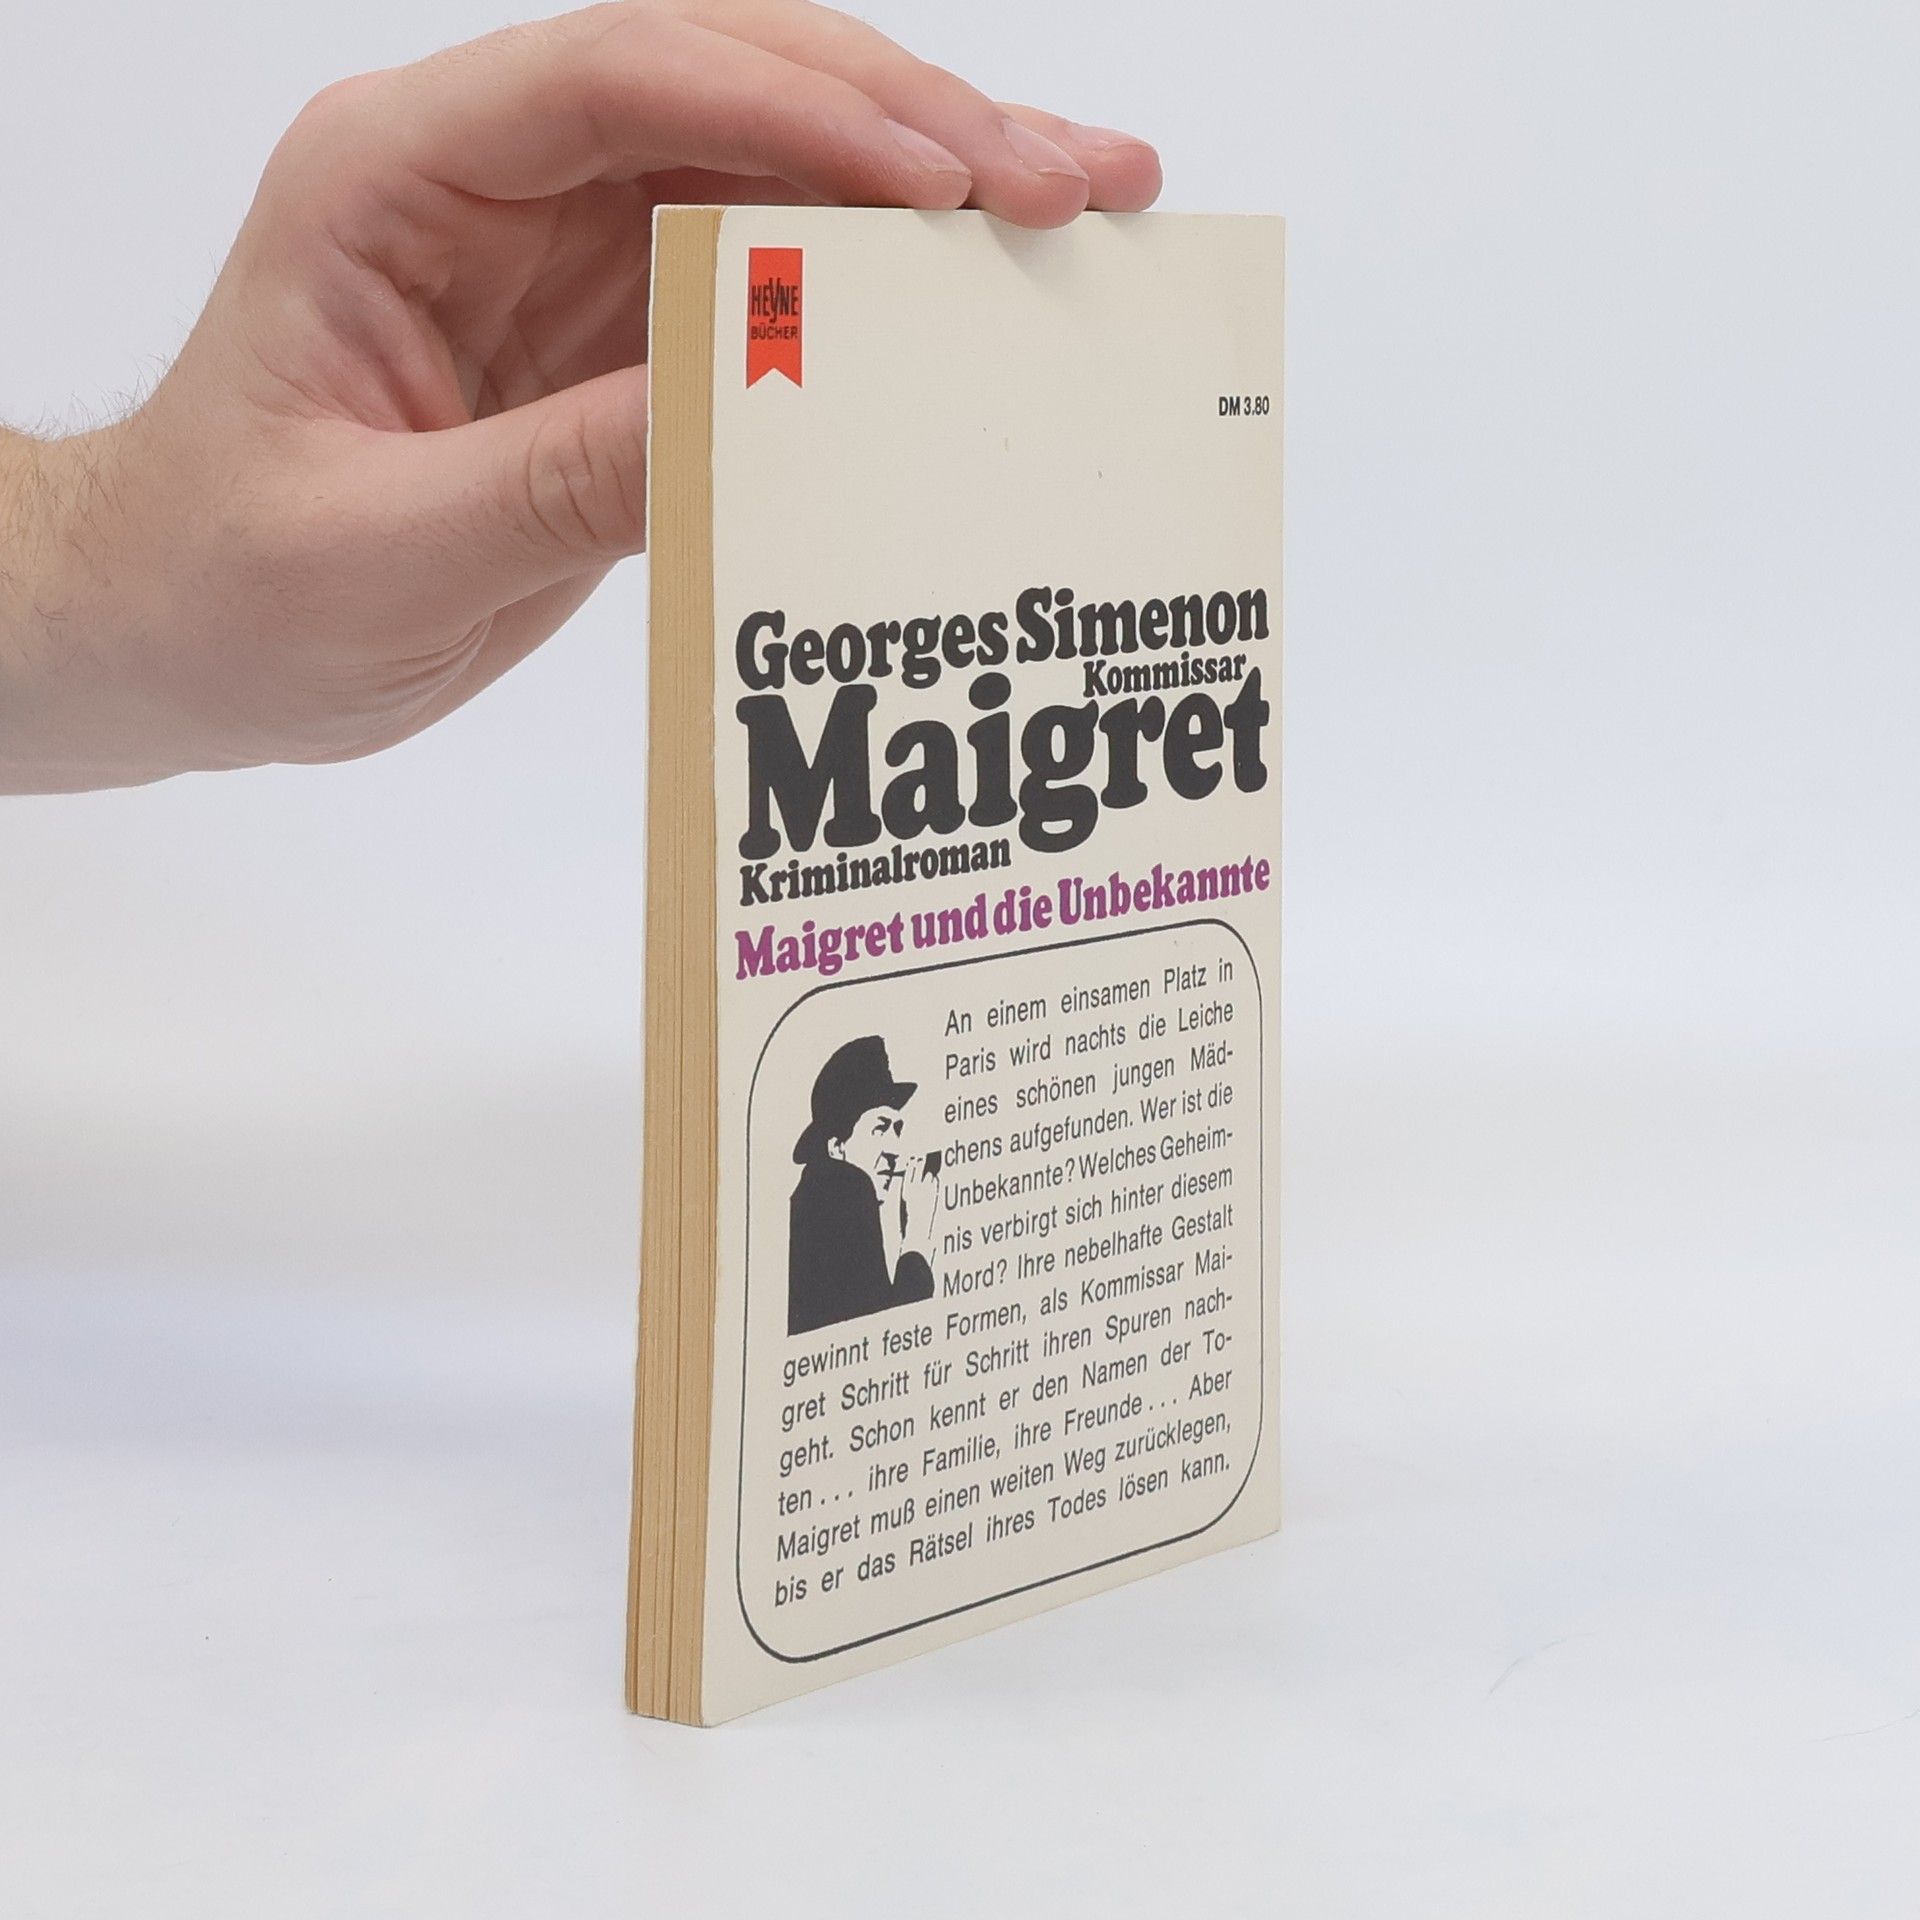 HEYNE
BÜCHER
DM 3.80
Georges Simenon
Kommissar
Maigret
Kriminalroman
Maigret und die Unbekannte
An einem einsamen Platz in
Paris wird nachts die Leiche
eines schönen jungen Mäd-
chens aufgefunden. Wer ist die
Unbekannte? Welches Geheim-
nis verbirgt sich hinter diesem
Mord? Ihre nebelhafte Gestalt
gewinnt feste Formen, als Kommissar Mai-
gret Schritt für Schritt ihren Spuren nach-
geht. Schon kennt er den Namen der To-
ten... ihre Familie, ihre Freunde... Aber
Maigret muß einen weiten Weg zurücklegen,
bis er das Rätsel ihres Todes lösen kann.